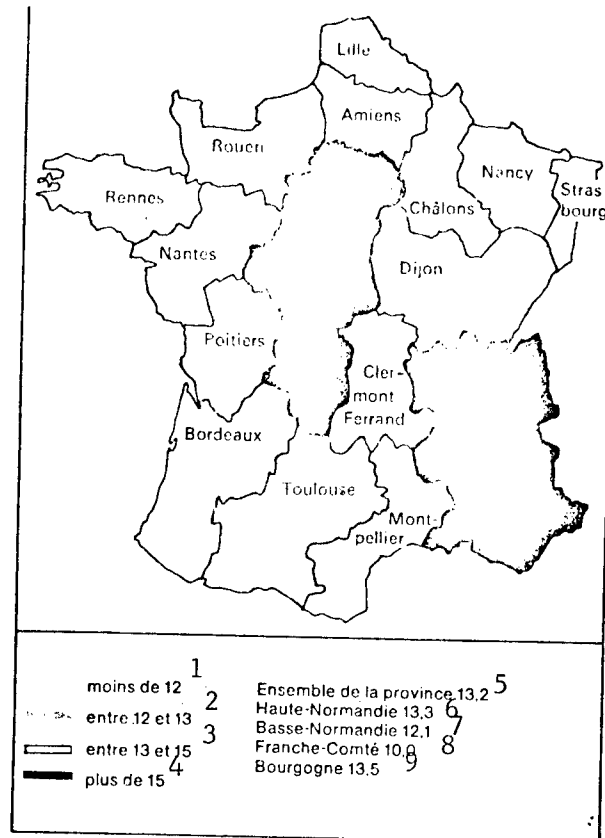 Lille
Amiens
Rouen
Nancy
Stras
bourg
Rennes
Châlons
Nantes
Dijon
Poitiers
Cler-
mont
Ferrand
Bordeaux
Toulouse
Mont-
pellier
moins de 12 1
entre 12 et 13 2
entre 13 et 15 3
plus de 15 4
Ensemble de la province 13,2 5
Haute-Normandie 13,3 6
Basse-Normandie 12,1 7
Franche-Comté 10,0 8
Bourgogne 13,5 9